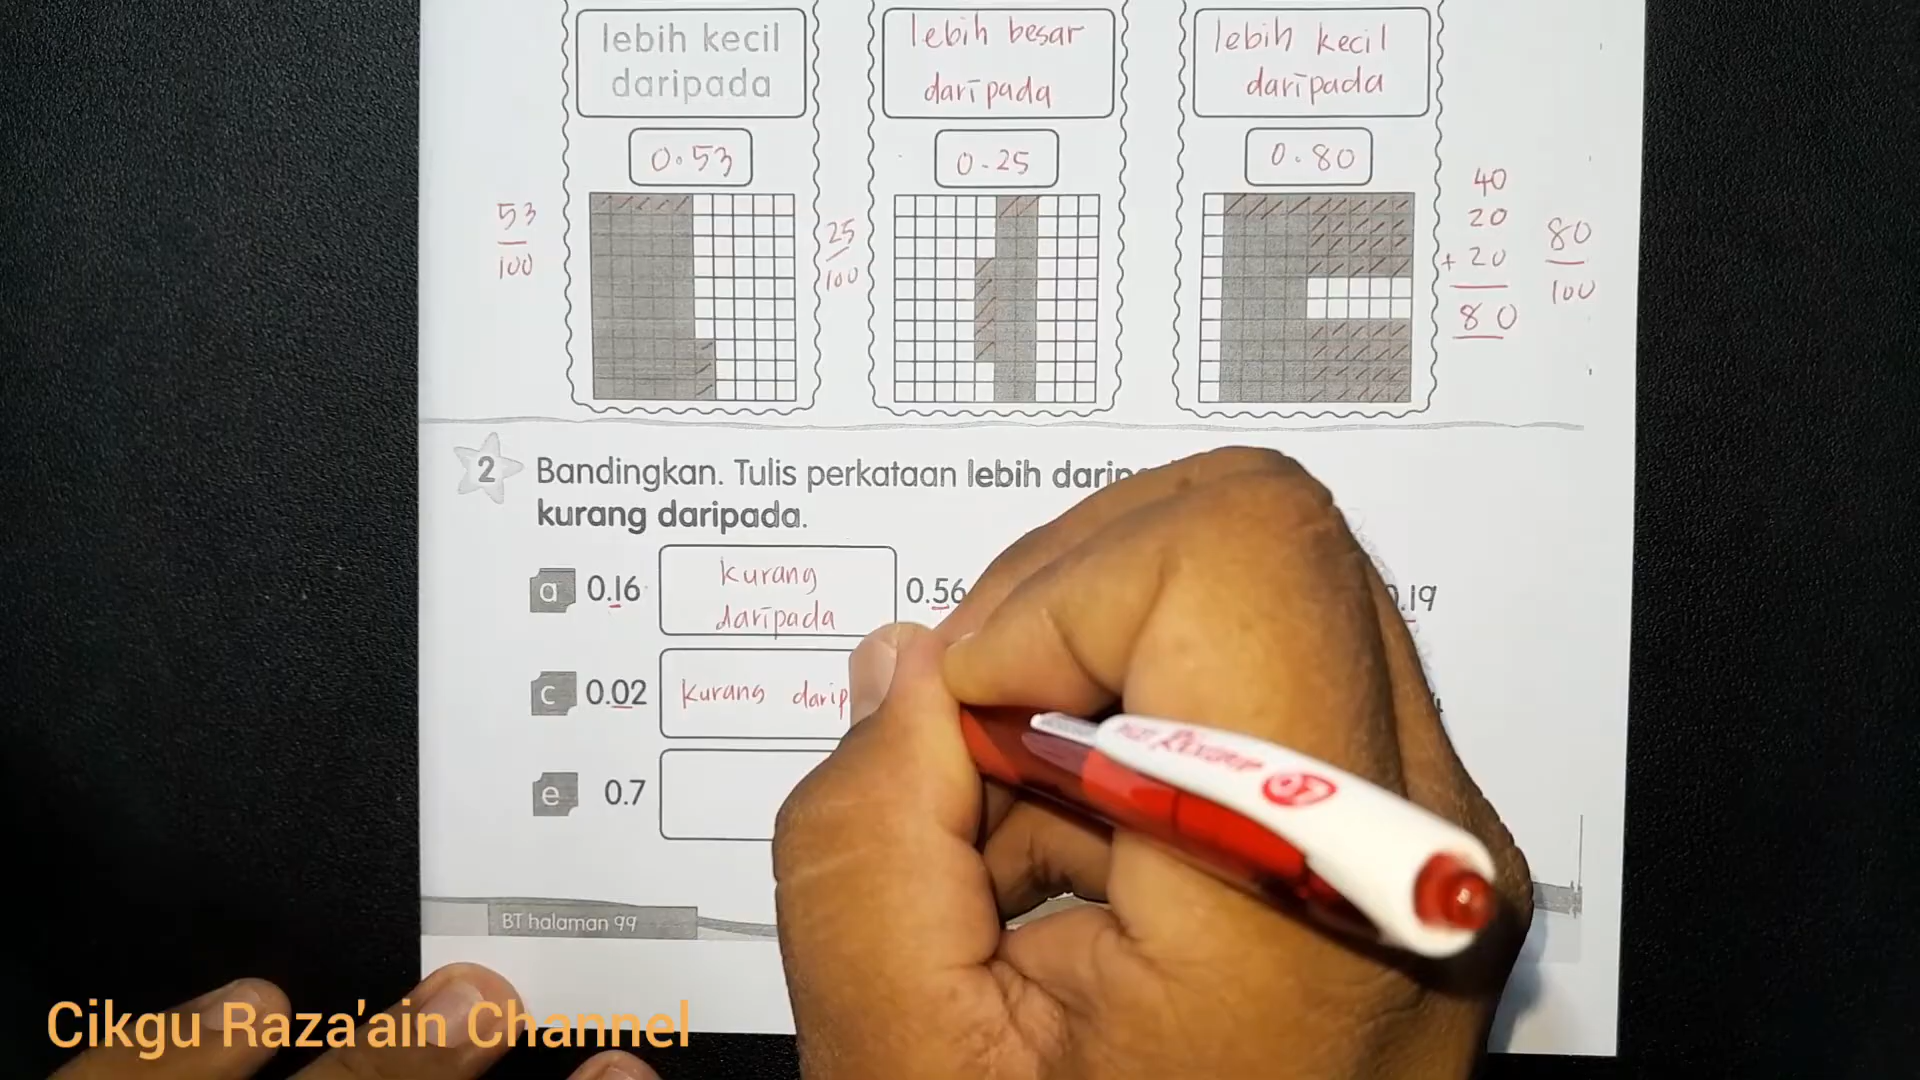 lebih kecil
daripada
lebih besar
daripada
lebih kecil
daripada
0.53
0.25
0.80
53
100
25
100
40
20
+ 20
80
80
100
2 Bandingkan. Tulis perkataan lebih
kurang daripada.
a 0.16 kurang
daripada 0.56 .19
c 0.02 kurang darip
e 0.7
BT halaman 99
Cikgu Raza'ain Channel